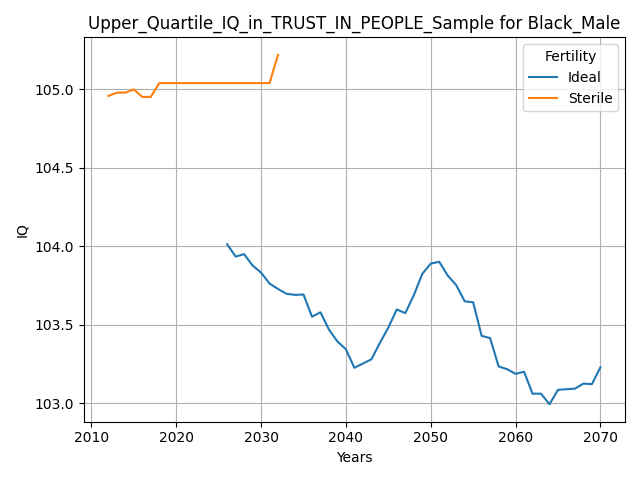 Upper_Quartile_IQ_in_TRUST_IN_PEOPLE_Sample for Black_Male
Fertility
Ideal
Sterile
105.0
104.5
104.0
103.5
103.0
IQ
2010
2020
2030
2040
2050
2060
2070
Years